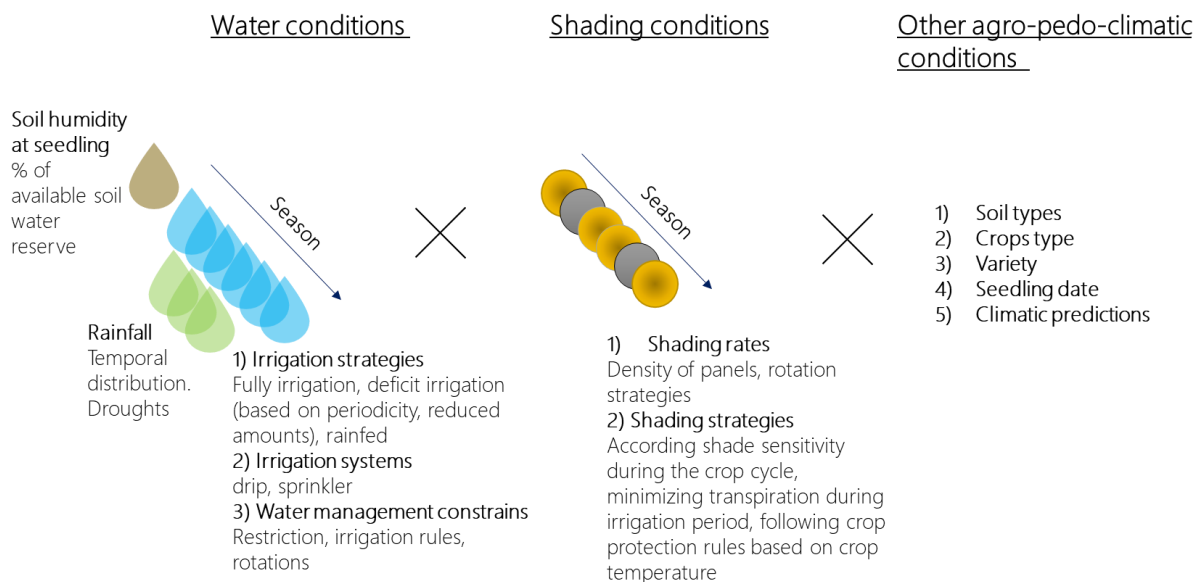 Water conditions
Shading conditions
Other agro-pedo-climatic
conditions
Soil humidity
at seedling
% of
available soil
water
reserve
Season
Rainfall
Temporal
distribution.
Droughts
1) Irrigation strategies
Fully irrigation, deficit irrigation
(based on periodicity, reduced
amounts), rainfed
2) Irrigation systems
drip, sprinkler
3) Water management constrains
Restriction, irrigation rules,
rotations
Season
1) Shading rates
Density of panels, rotation
strategies
2) Shading strategies
According shade sensitivity
during the crop cycle,
minimizing transpiration during
irrigation period, following crop
protection rules based on crop
temperature
1) Soil types
2) Crops type
3) Variety
4) Seedling date
5) Climatic predictions